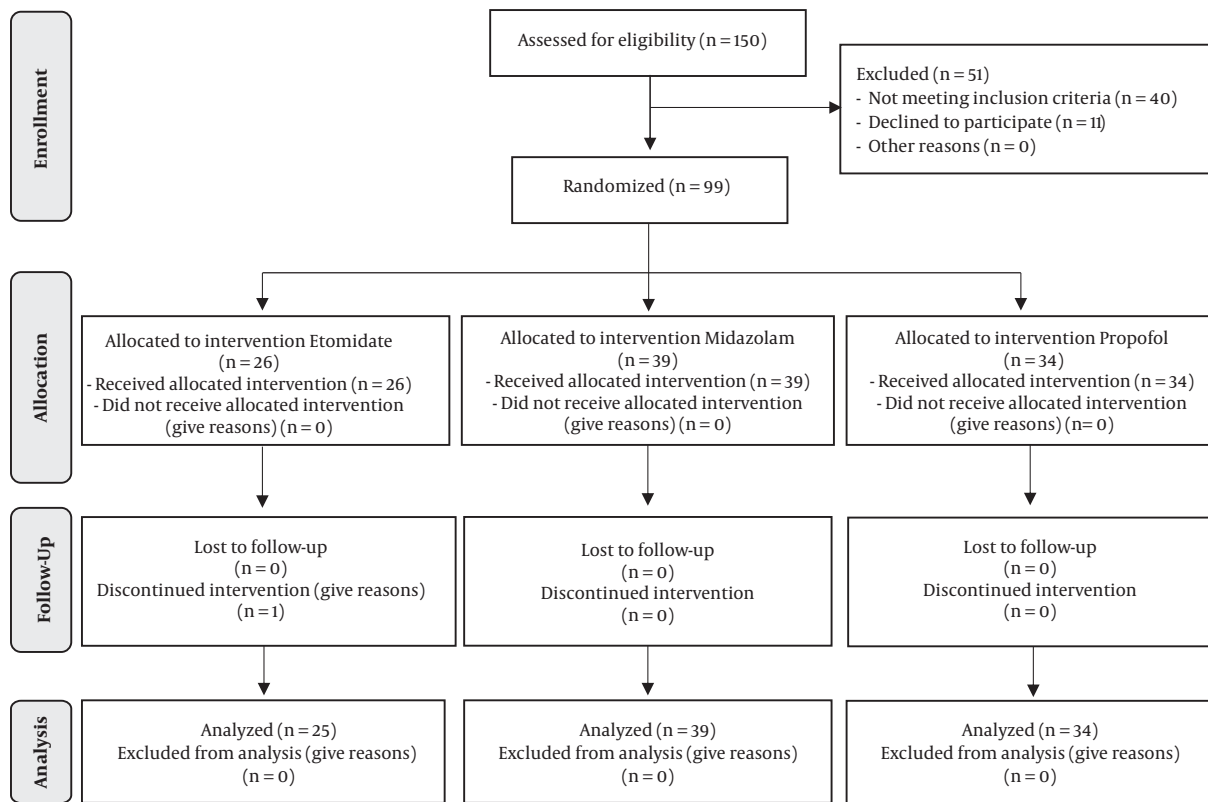 Enrollment
Assessed for eligibility (n = 150)
Excluded (n = 51)
- Not meeting inclusion criteria (n = 40)
- Declined to participate (n = 11)
- Other reasons (n = 0)
Randomized (n = 99)
Allocation
Allocated to intervention Etomidate
(n = 26)
- Received allocated intervention (n = 26)
- Did not receive allocated intervention
(give reasons) (n = 0)
Allocated to intervention Midazolam
(n = 39)
- Received allocated intervention (n = 39)
- Did not receive allocated intervention
(give reasons) (n = 0)
Allocated to intervention Propofol
(n = 34)
- Received allocated intervention (n = 34)
- Did not receive allocated intervention
(give reasons) (n= 0)
Follow-Up
Lost to follow-up
(n = 0)
Discontinued intervention (give reasons)
(n = 1)
Lost to follow-up
(n = 0)
Discontinued intervention
(n = 0)
Lost to follow-up
(n = 0)
Discontinued intervention
(n = 0)
Analysis
Analyzed (n = 25)
Excluded from analysis (give reasons)
(n = 0)
Analyzed (n = 39)
Excluded from analysis (give reasons)
(n = 0)
Analyzed (n = 34)
Excluded from analysis (give reasons)
(n = 0)